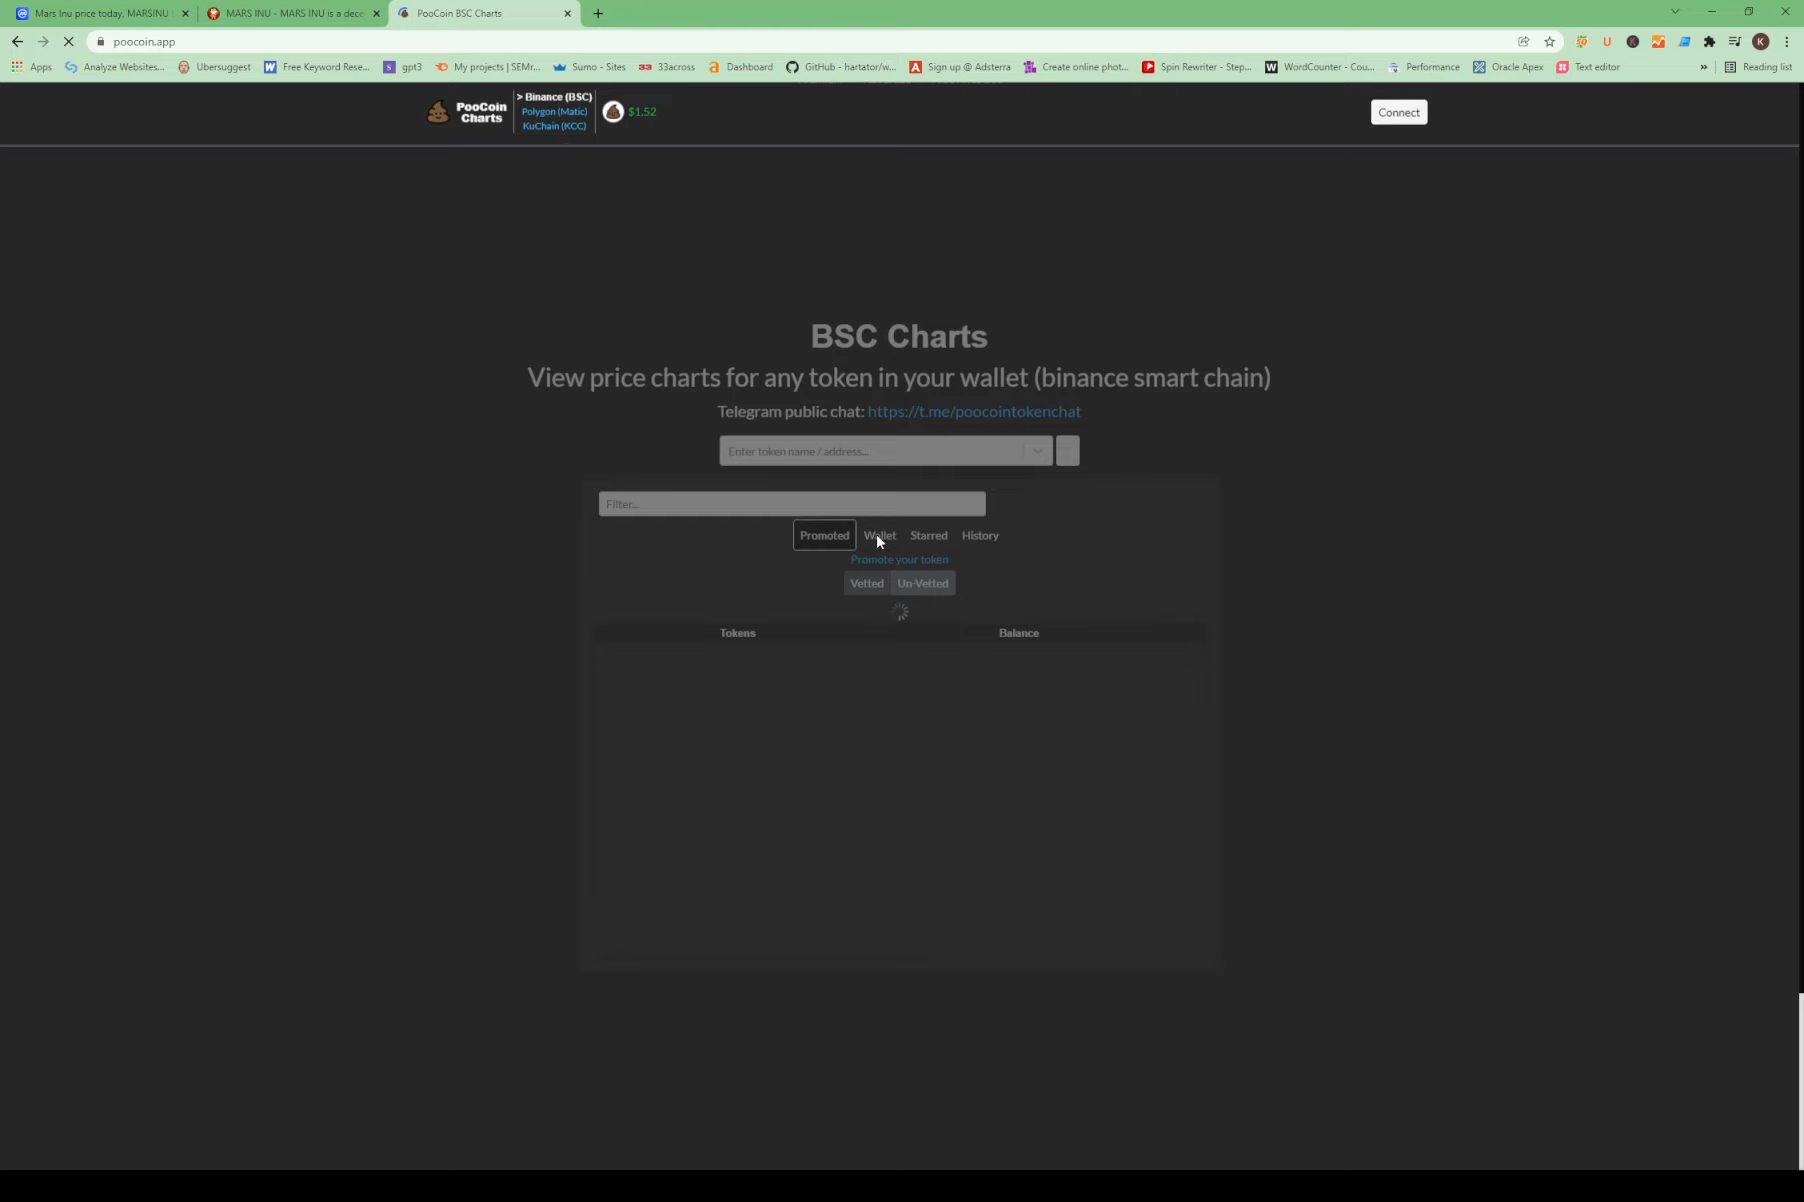 Mars Inu price today, MARSINU t
MARS INU - MARS INU is a dece
PooCoin BSC Charts
poocoin.app
K
Apps
Analyze Websites...
Ubersuggest
Free Keyword Rese...
gpt3
My projects | SEMr...
Sumo - Sites
33across
Dashboard
GitHub - hartator/w...
Sign up @ Adsterra
Create online phot...
Spin Rewriter - Step...
WordCounter - Cou...
Performance
Oracle Apex
Text editor
»
Reading list
PooCoin
Charts
> Binance (BSC)
Polygon (Matic)
KuChain (KCC)
$1.52
Connect
BSC Charts
View price charts for any token in your wallet (binance smart chain)
Telegram public chat: https://t.me/poocointokenchat
Enter token name / address...
Filter...
Promoted Wallet Starred History
Promote your token
Vetted Un-Vetted
Tokens Balance